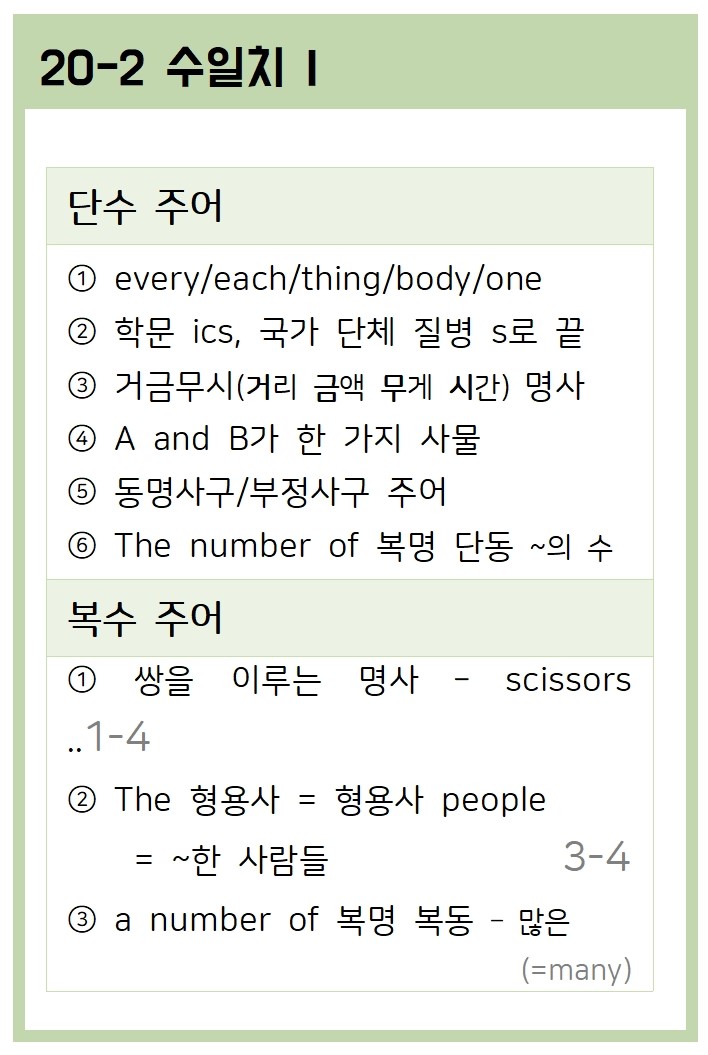 20-2 수일치 I
단수 주어
① every/each/thing/body/one
② 학문 ics, 국가 단체 질병 s로 끝
③ 거금무시(거리 금액 무게 시간) 명사
④ A and B가 한 가지 사물
⑤ 동명사구/부정사구 주어
⑥ The number of 복명 단동 ~의 수
복수 주어
① 쌍을 이루는 명사 - scissors
..1-4
② The 형용사 = 형용사 people
= ~한 사람들 3-4
③ a number of 복명 복동 - 많은
(=many)